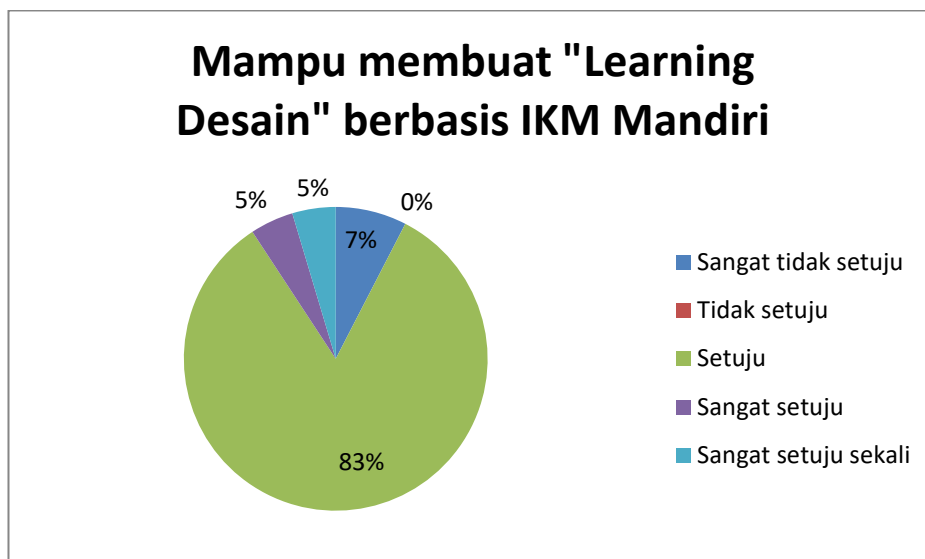 Mampu membuat "Learning
Desain" berbasis IKM Mandiri
5%
5%
0%
7%
83%
Sangat tidak setuju
Tidak setuju
Setuju
Sangat setuju
Sangat setuju sekali